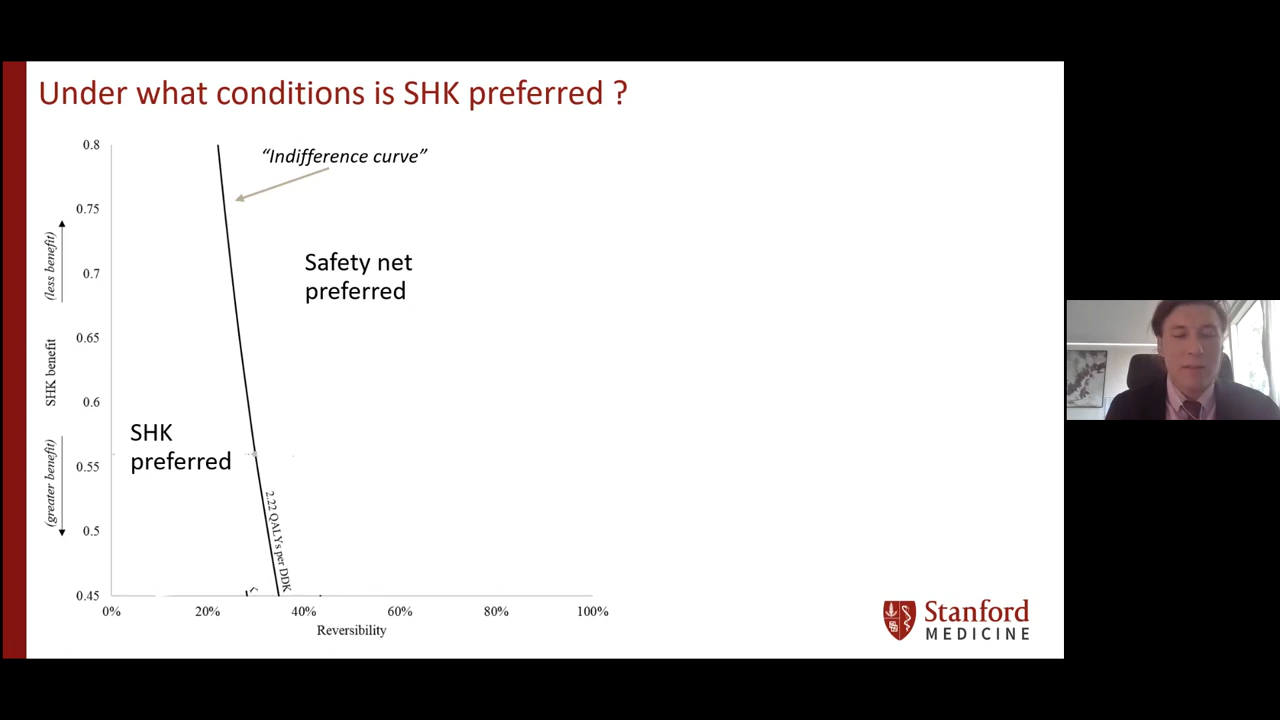 Under what conditions is SHK preferred ?
0.8
0.75
0.7
0.65
0.6
0.55
0.5
0.45
(less benefit)
SHK benefit
(greater benefit)
“Indifference curve”
Safety net
preferred
SHK
preferred
2.22 QALYs per DDK
0%
20%
40%
60%
80%
100%
Reversibility
Stanford
MEDICINE